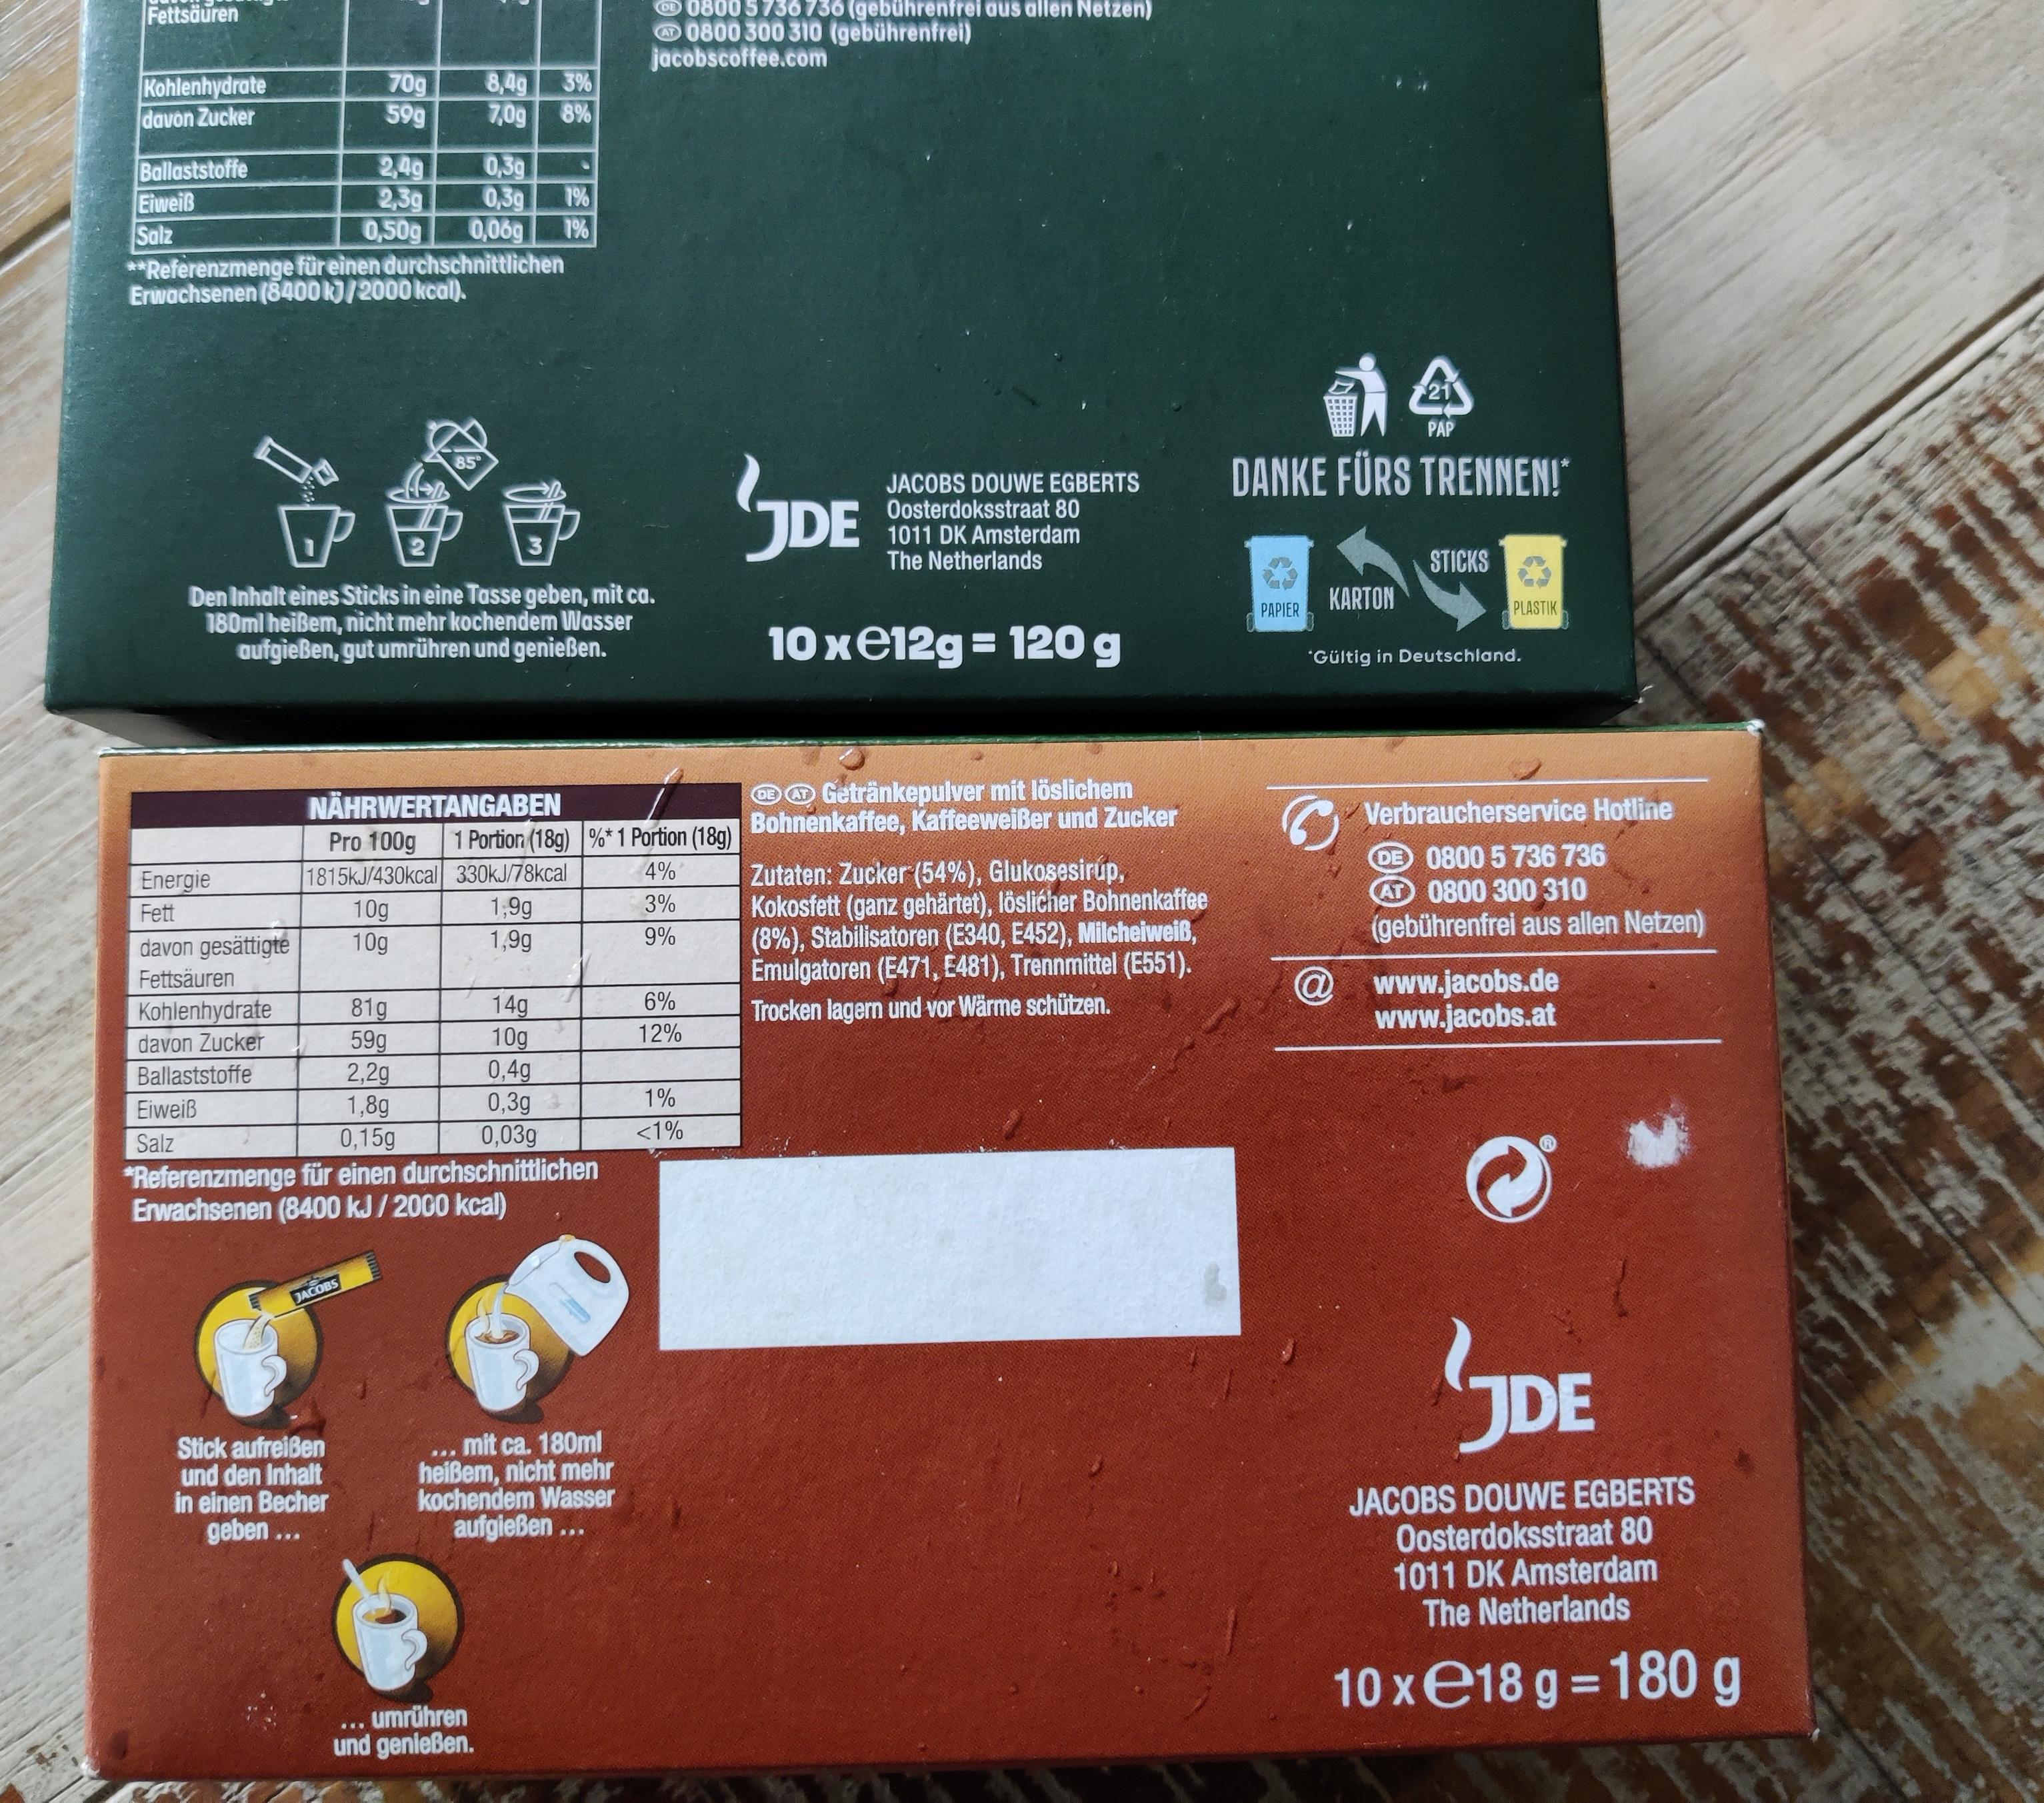 Fettsäuren
Kohlenhydrate 70g 8,4g 3%
davon Zucker 59g 7,0g 8%
Ballaststoffe 2,4g 0,3g -
Eiweiß 2,3g 0,3g 1%
Salz 0,50g 0,06g 1%
**Referenzmenge für einen durchschnittlichen
Erwachsenen (8400 kJ / 2000 kcal).
DE 0800 5 736 736 (gebührenfrei aus allen Netzen)
AT 0800 300 310 (gebührenfrei)
jacobscoffee.com
85°
1 2 3
Den Inhalt eines Sticks in eine Tasse geben, mit ca.
180ml heißem, nicht mehr kochendem Wasser
aufgießen, gut umrühren und genießen.
JDE
JACOBS DOUWE EGBERTS
Oosterdoksstraat 80
1011 DK Amsterdam
The Netherlands
10 x e12g = 120 g
21
PAP
DANKE FÜRS TRENNEN!*
PAPIER
KARTON
STICKS
PLASTIK
*Gültig in Deutschland.
NÄHRWERTANGABEN
Pro 100g 1 Portion (18g) %* 1 Portion (18g)
Energie 1815kJ/430kcal 330kJ/78kcal 4%
Fett 10g 1,9g 3%
davon gesättigte 10g 1,9g 9%
Fettsäuren
Kohlenhydrate 81g 14g 6%
davon Zucker 59g 10g 12%
Ballaststoffe 2,2g 0,4g
Eiweiß 1,8g 0,3g 1%
Salz 0,15g 0,03g <1%
*Referenzmenge für einen durchschnittlichen
Erwachsenen (8400 kJ / 2000 kcal)
DE AT Getränkepulver mit löslichem
Bohnenkaffee, Kaffeeweißer und Zucker
Zutaten: Zucker (54%), Glukosesirup,
Kokosfett (ganz gehärtet), löslicher Bohnenkaffee
(8%), Stabilisatoren (E340, E452), Milcheiweiß,
Emulgatoren (E471, E481), Trennmittel (E551).
Trocken lagern und vor Wärme schützen.
Verbraucherservice Hotline
DE 0800 5 736 736
AT 0800 300 310
(gebührenfrei aus allen Netzen)
@ www.jacobs.de
www.jacobs.at
®
JACOBS
Stick aufreißen
und den Inhalt
in einen Becher
geben ...
... mit ca. 180ml
heißem, nicht mehr
kochendem Wasser
aufgießen ...
... umrühren
und genießen.
JDE
JACOBS DOUWE EGBERTS
Oosterdoksstraat 80
1011 DK Amsterdam
The Netherlands
10 x e18 g = 180 g